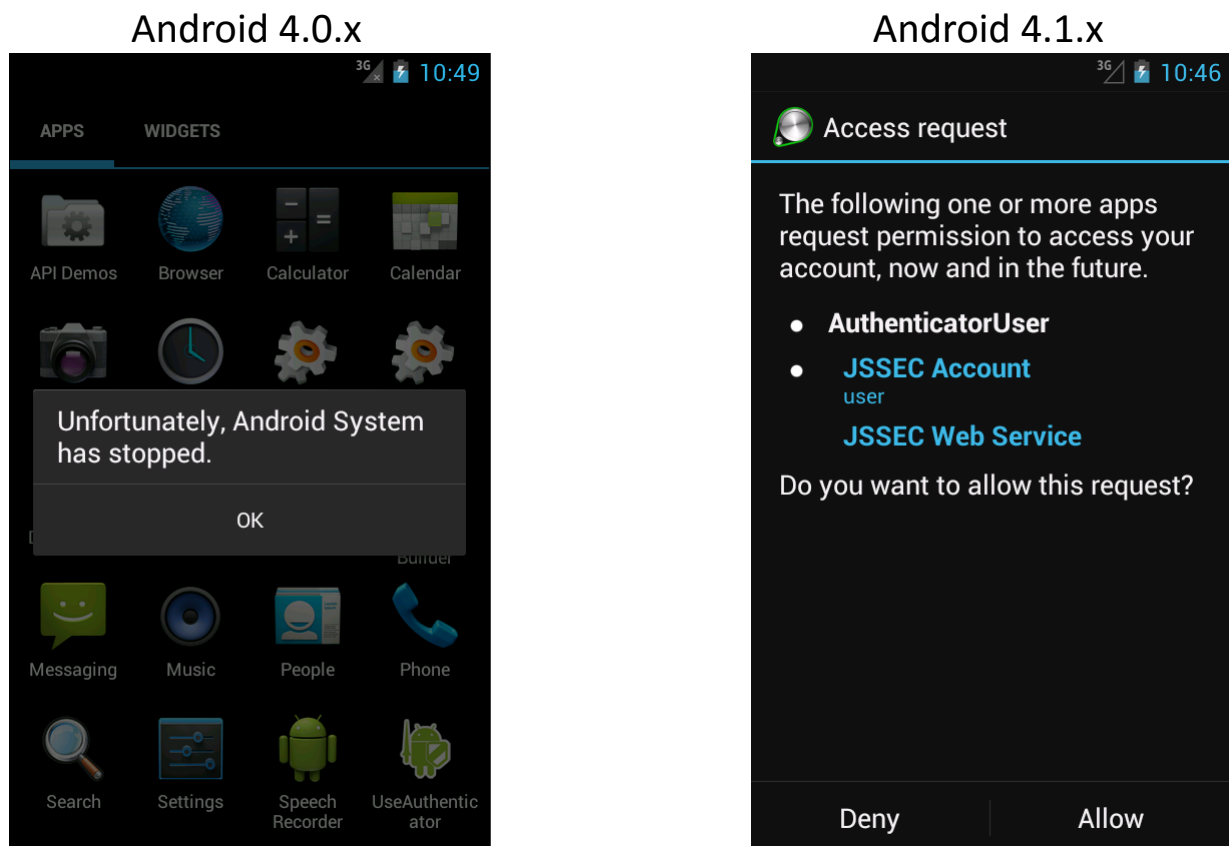 Android 4.0.x
3G 10:49
APPS WIDGETS
API Demos Browser Calculator Calendar
Unfortunately, Android System
has stopped.
OK
D
Builder
Messaging Music People Phone
Search Settings Speech
Recorder UseAuthentic
ator
Android 4.1.x
3G 10:46
Access request
The following one or more apps
request permission to access your
account, now and in the future.
● AuthenticatorUser
● JSSEC Account
user
JSSEC Web Service
Do you want to allow this request?
Deny Allow